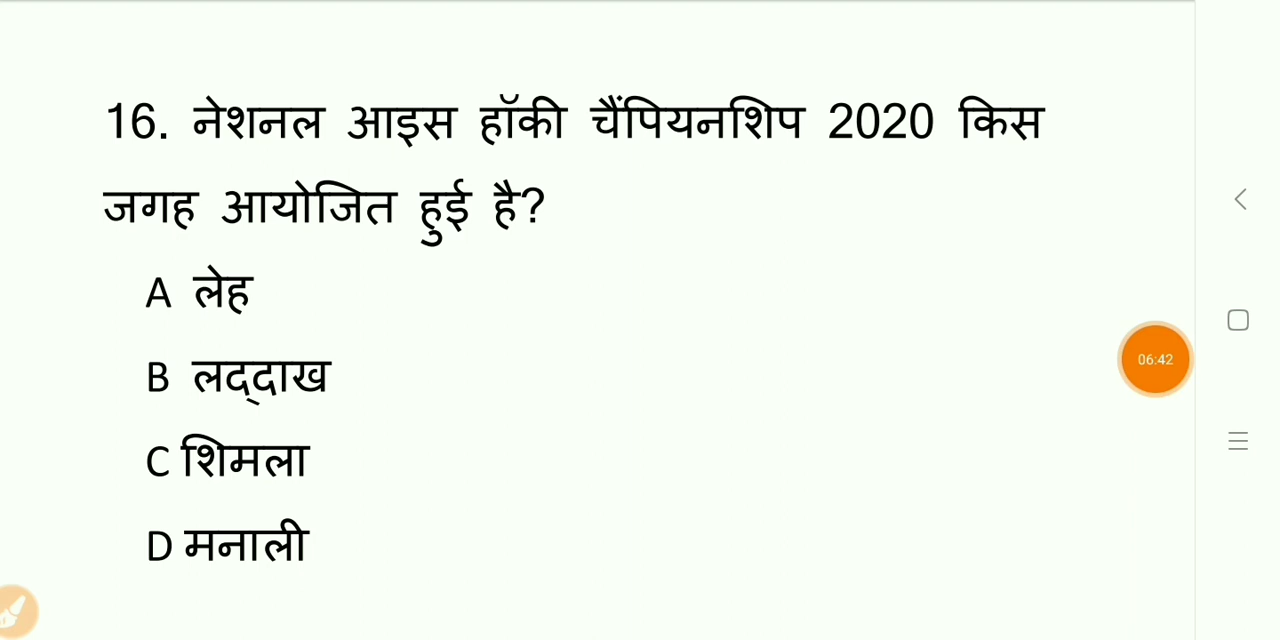 16. नेशनल आइस हॉकी चैंपियनशिप 2020 किस
जगह आयोजित हुई है?
A लेह
B लद्‌दाख
C शिमला
D मनाली
06:42